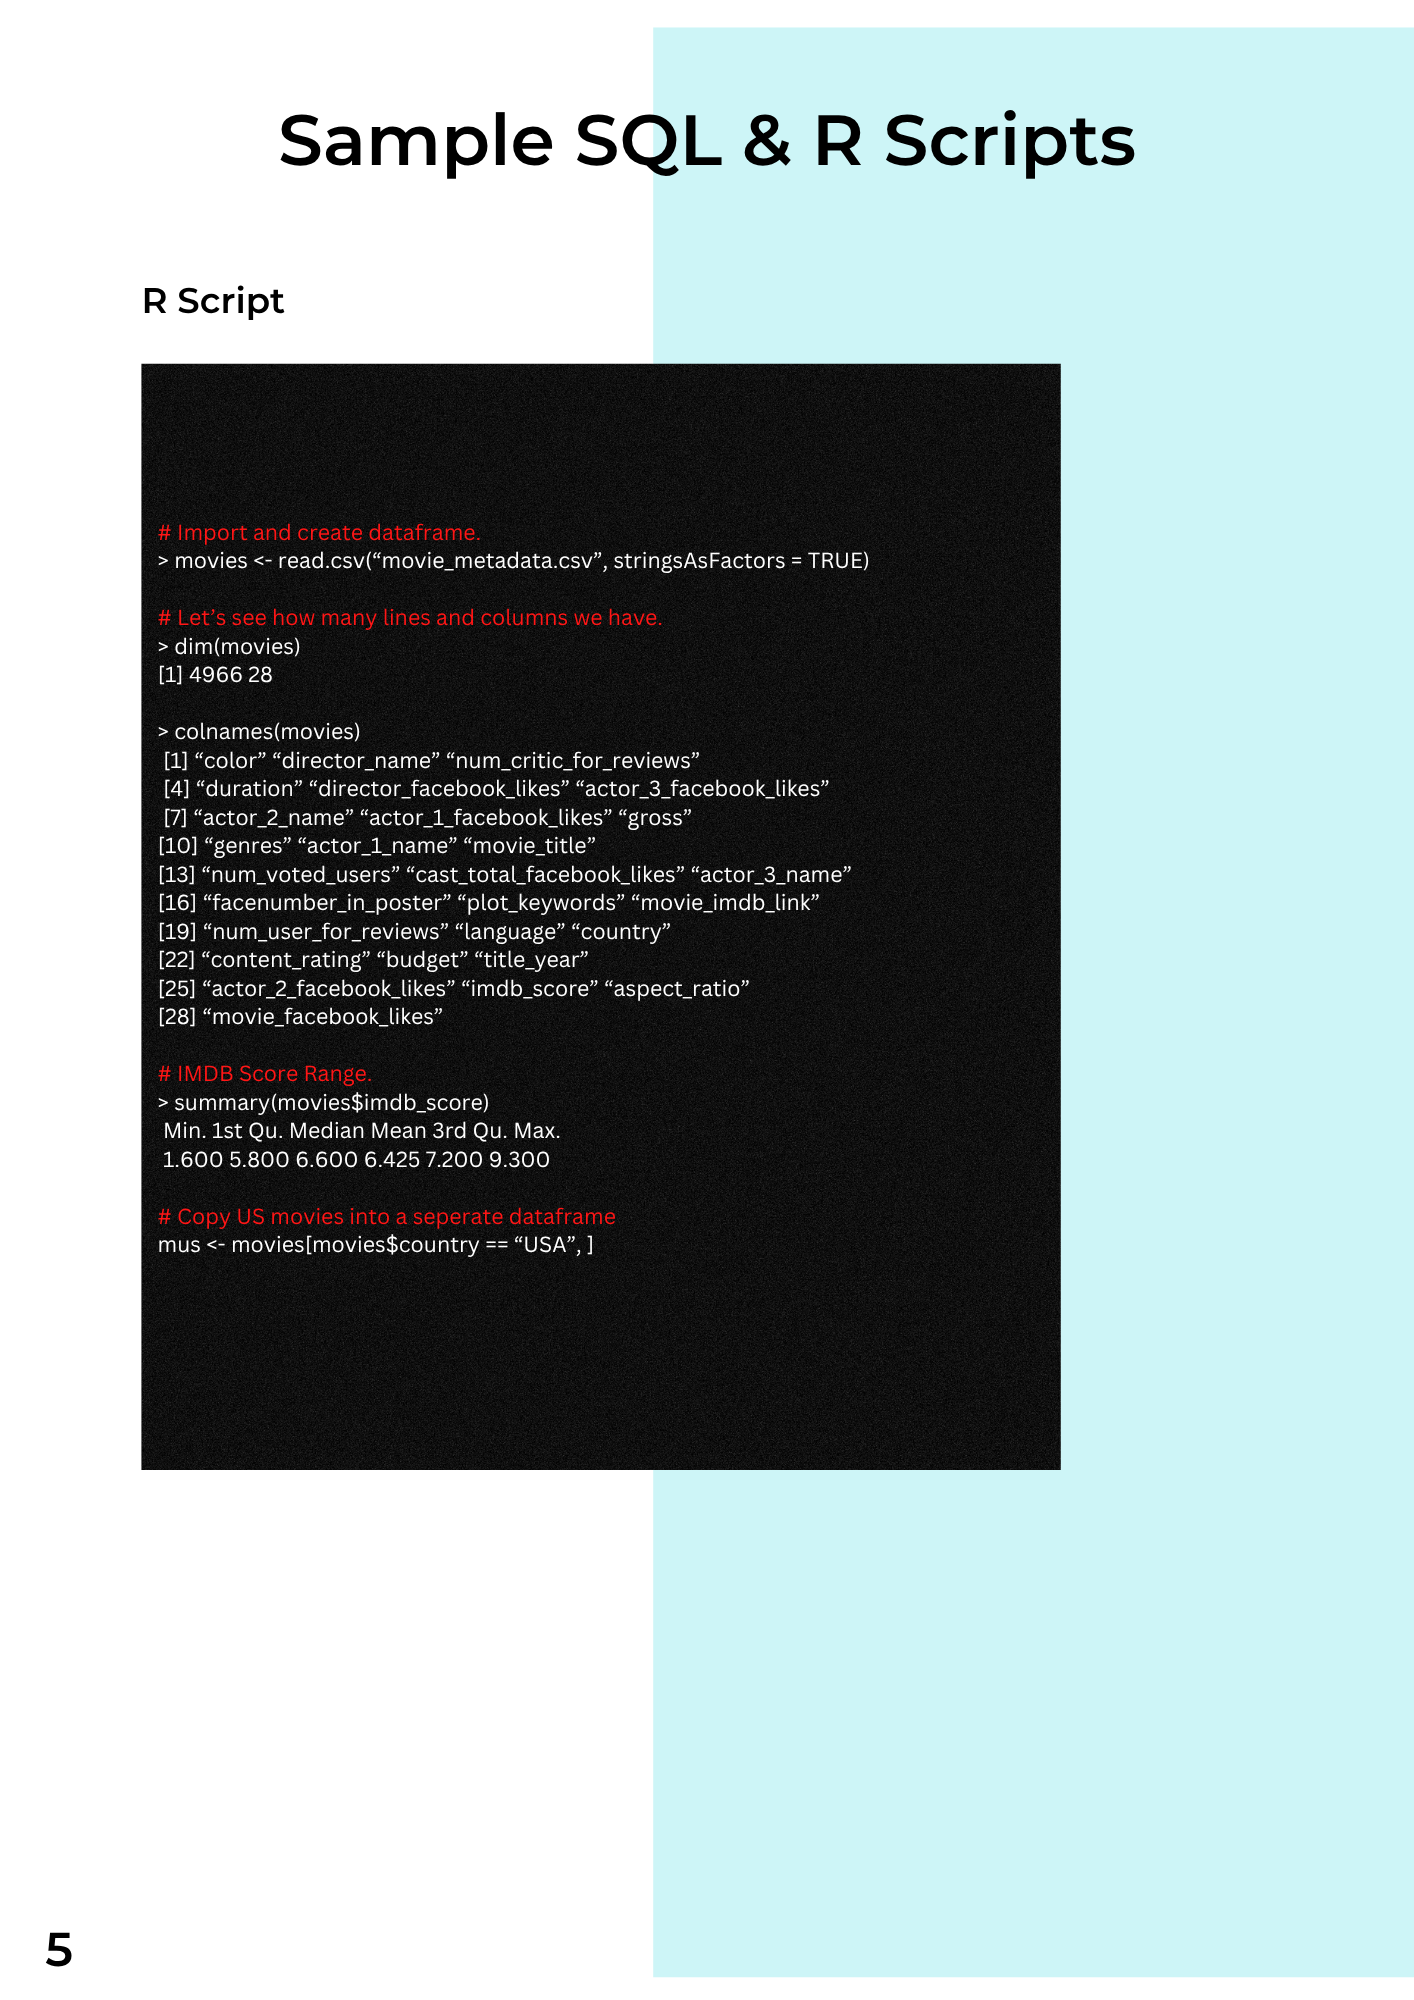 Sample SQL & R Scripts
R Script
# Import and create dataframe.
> movies <- read.csv(“movie_metadata.csv”, stringsAsFactors = TRUE)
# Let’s see how many lines and columns we have.
> dim(movies)
[1] 4966 28
> colnames(movies)
[1] “color” “director_name” “num_critic_for_reviews”
[4] “duration” “director_facebook_likes” “actor_3_facebook_likes”
[7] “actor_2_name” “actor_1_facebook_likes” “gross”
[10] “genres” “actor_1_name” “movie_title”
[13] “num_voted_users” “cast_total_facebook_likes” “actor_3_name”
[16] “facenumber_in_poster” “plot_keywords” “movie_imdb_link”
[19] “num_user_for_reviews” “language” “country”
[22] “content_rating” “budget” “title_year”
[25] “actor_2_facebook_likes” “imdb_score” “aspect_ratio”
[28] “movie_facebook_likes”
# IMDB Score Range.
> summary(movies$imdb_score)
Min. 1st Qu. Median Mean 3rd Qu. Max.
1.600 5.800 6.600 6.425 7.200 9.300
# Copy US movies into a seperate dataframe
mus <- movies[movies$country == “USA”, ]
5